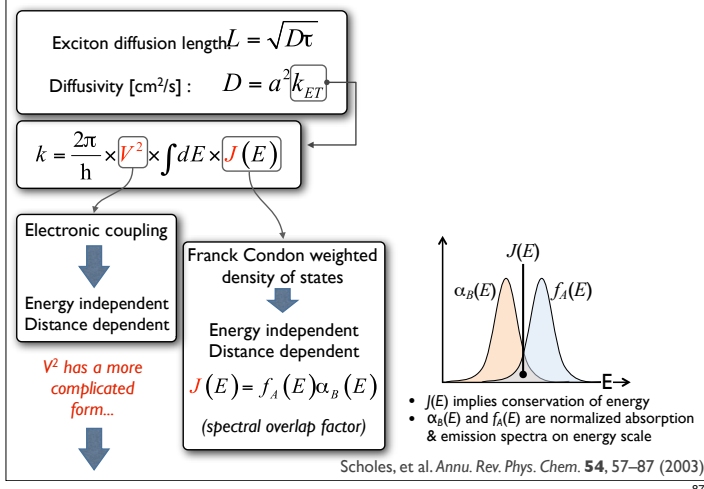 Exciton diffusion length: L = √Dτ
Diffusivity [cm²/s] : D = a² k_ET
k = 2π/h × V² × ∫dE × J(E)
Electronic coupling
Energy independent
Distance dependent
V² has a more
complicated
form...
Franck Condon weighted
density of states
Energy independent
Distance dependent
J(E) = f_A(E)α_B(E)
(spectral overlap factor)
J(E)
α_B(E) f_A(E)
E
• J(E) implies conservation of energy
• α_B(E) and f_A(E) are normalized absorption
& emission spectra on energy scale
Scholes, et al. Annu. Rev. Phys. Chem. 54, 57–87 (2003)
87